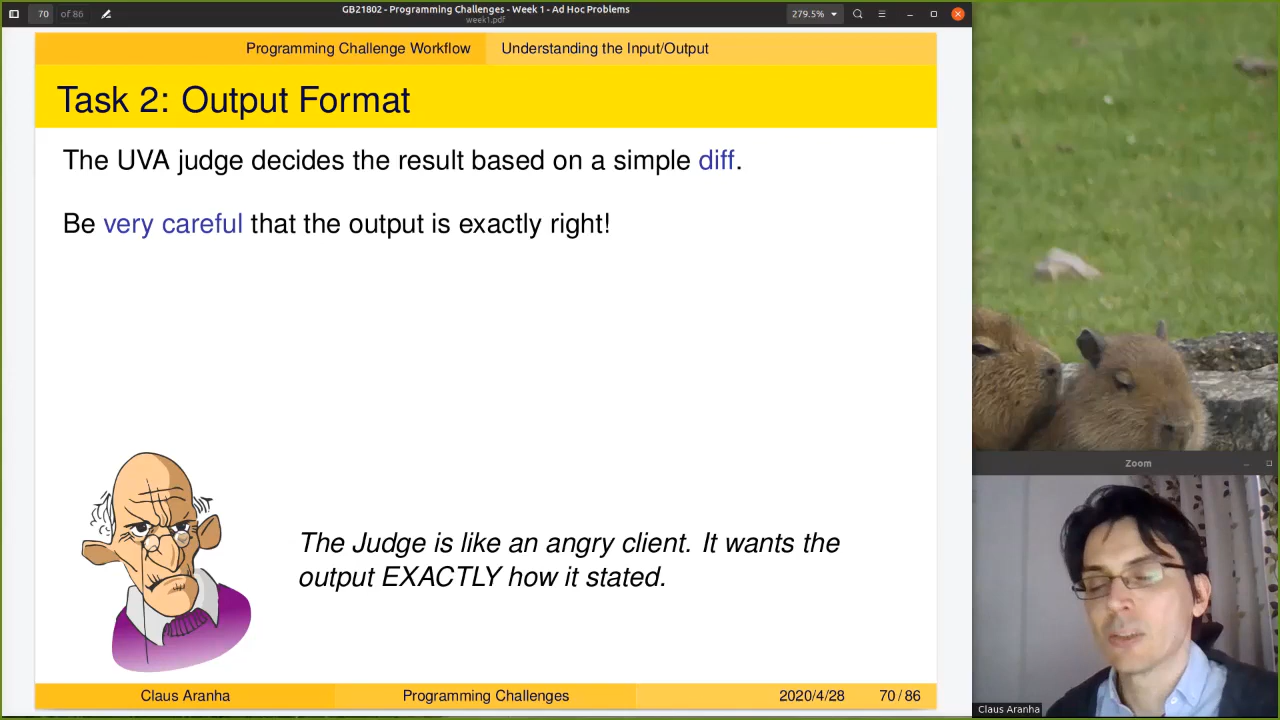 70 of 86
GB21802 - Programming Challenges - Week 1 - Ad Hoc Problems
week1.pdf
279.5%
Programming Challenge Workflow
Understanding the Input/Output
Task 2: Output Format
The UVA judge decides the result based on a simple diff.
Be very careful that the output is exactly right!
The Judge is like an angry client. It wants the
output EXACTLY how it stated.
Claus Aranha
Programming Challenges
2020/4/28
70 / 86
Zoom
Claus Aranha